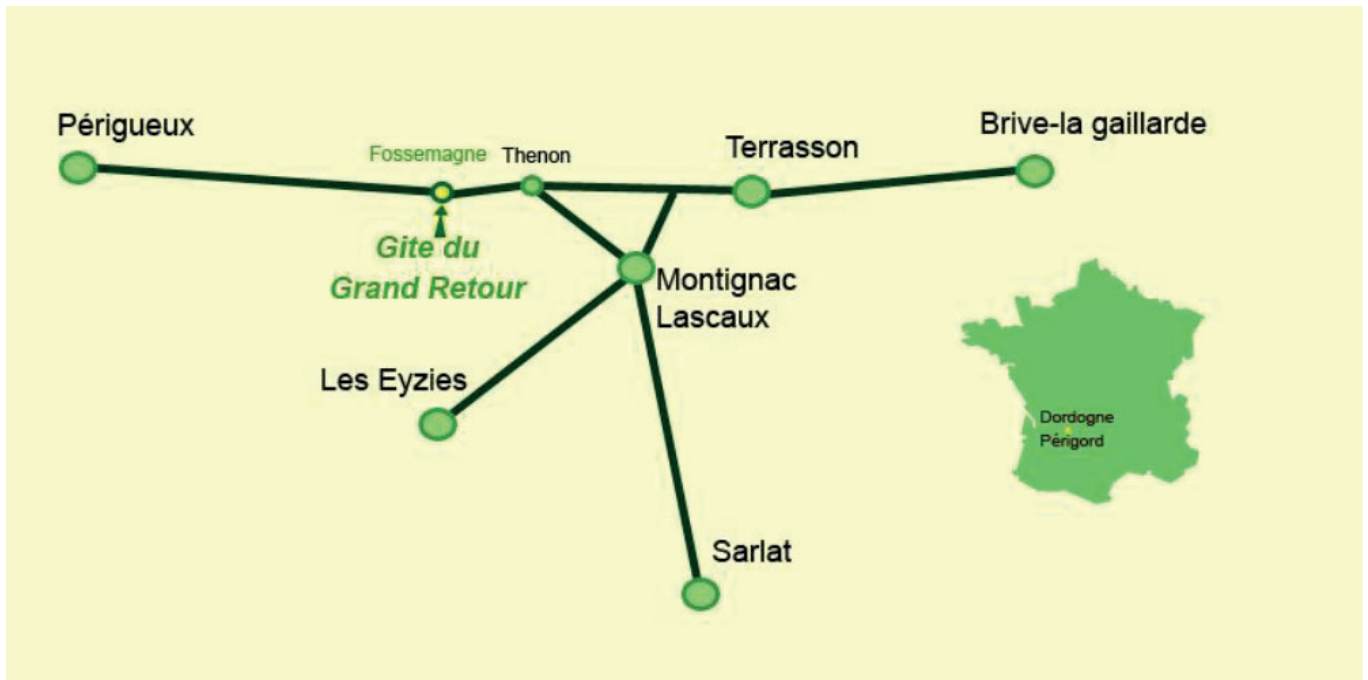 Périgueux
Fossemagne
Thenon
Terrasson
Brive-la gaillarde
Gite du
Grand Retour
Montignac
Lascaux
Les Eyzies
Dordogne
Périgord
Sarlat